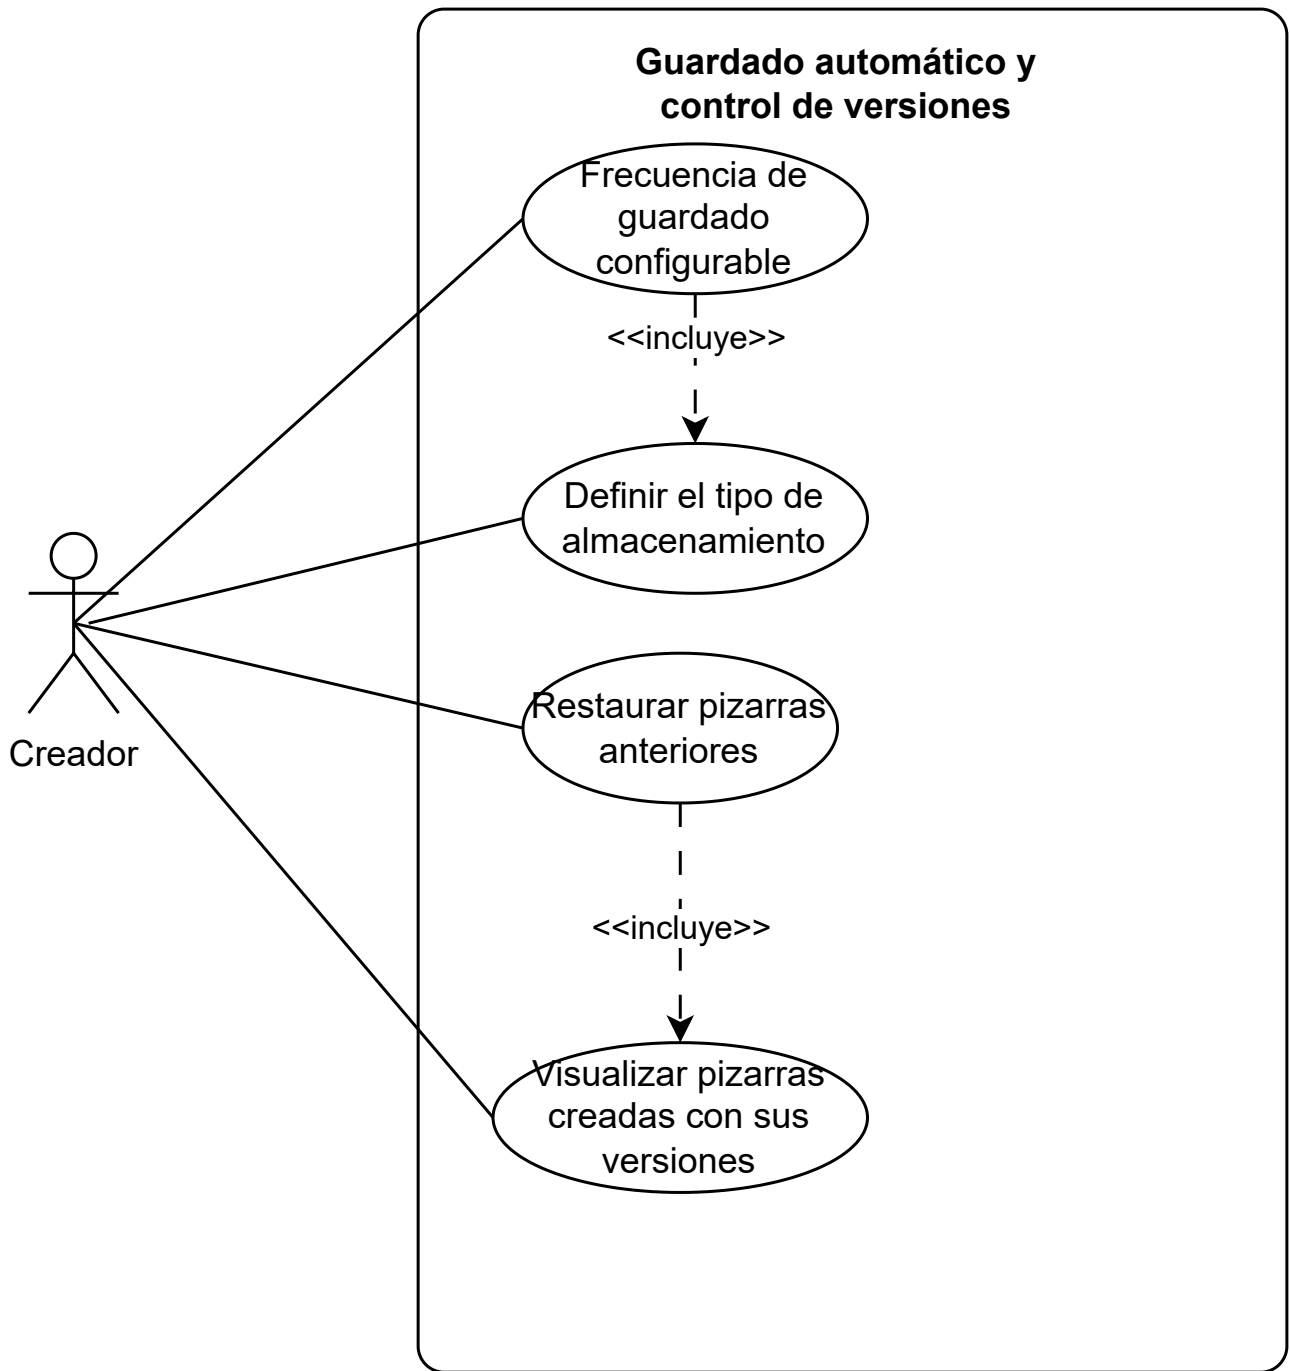 Guardado automático y
control de versiones
Frecuencia de
guardado
configurable
<<incluye>>
Definir el tipo de
almacenamiento
Restaurar pizarras
anteriores
Creador
<<incluye>>
Visualizar pizarras
creadas con sus
versiones